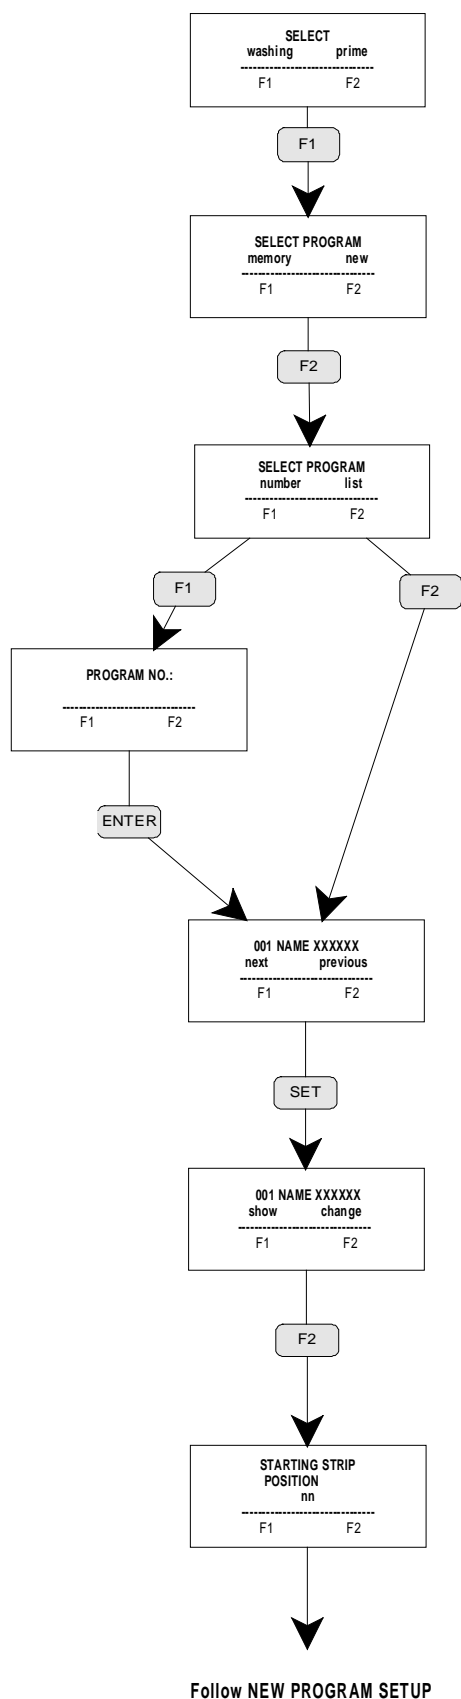 SELECT
washing prime
---------------------------------
F1 F2
F1
SELECT PROGRAM
memory new
---------------------------------
F1 F2
F2
SELECT PROGRAM
number list
---------------------------------
F1 F2
F1
F2
PROGRAM NO.:
---------------------------------
F1 F2
ENTER
001 NAME XXXXXX
next previous
---------------------------------
F1 F2
SET
001 NAME XXXXXX
show change
---------------------------------
F1 F2
F2
STARTING STRIP
POSITION
nn
---------------------------------
F1 F2
Follow NEW PROGRAM SETUP